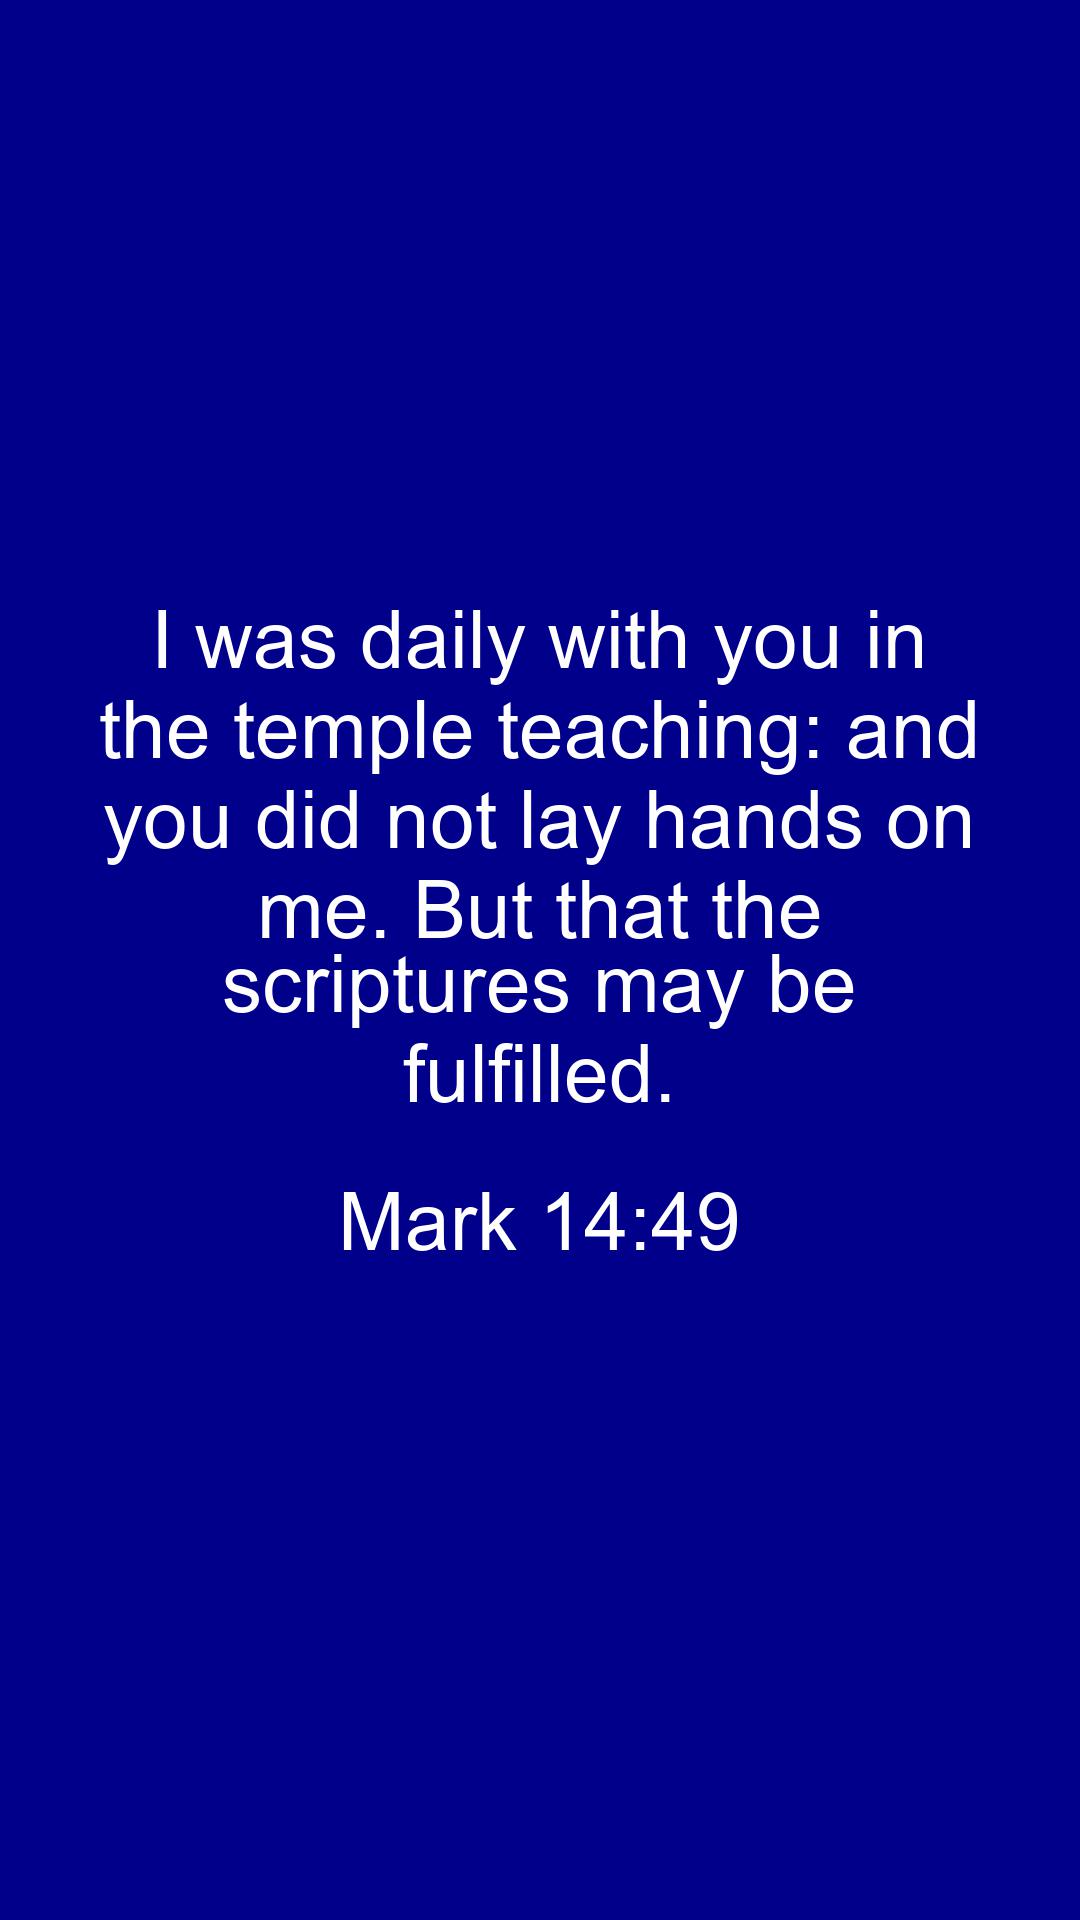 I was daily with you in
the temple teaching: and
you did not lay hands on
me. But that the
scriptures may be
fulfilled.
Mark 14:49